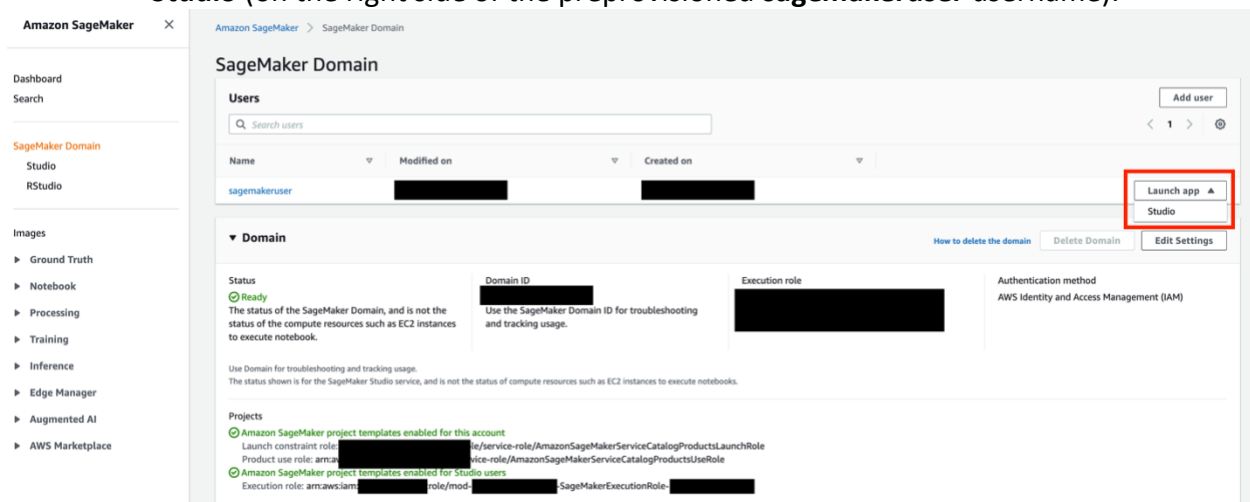 Studio (on the right side of the preprovisioned sagemakeruser username).
Amazon SageMaker
Amazon SageMaker > SageMaker Domain
Dashboard
Search
SageMaker Domain
Studio
RStudio
Images
Ground Truth
Notebook
Processing
Training
Inference
Edge Manager
Augmented AI
AWS Marketplace
SageMaker Domain
Users
Add user
Search users
< 1 >
Name Modified on Created on
sagemakeruser
Launch app
Studio
Domain
How to delete the domain Delete Domain Edit Settings
Status
Ready
The status of the SageMaker Domain, and is not the
status of the compute resources such as EC2 instances
to execute notebook.
Domain ID
Use the SageMaker Domain ID for troubleshooting
and tracking usage.
Execution role
Authentication method
AWS Identity and Access Management (IAM)
Use Domain for troubleshooting and tracking usage.
The status shown is for the SageMaker Studio service, and is not the status of compute resources such as EC2 instances to execute notebooks.
Projects
Amazon SageMaker project templates enabled for this account
Launch constraint role: le/service-role/AmazonSageMakerServiceCatalogProductsLaunchRole
Product use role: arn:a vice-role/AmazonSageMakerServiceCatalogProductsUseRole
Amazon SageMaker project templates enabled for Studio users
Execution role: arn:aws:iam: role/mod- -SageMakerExecutionRole-